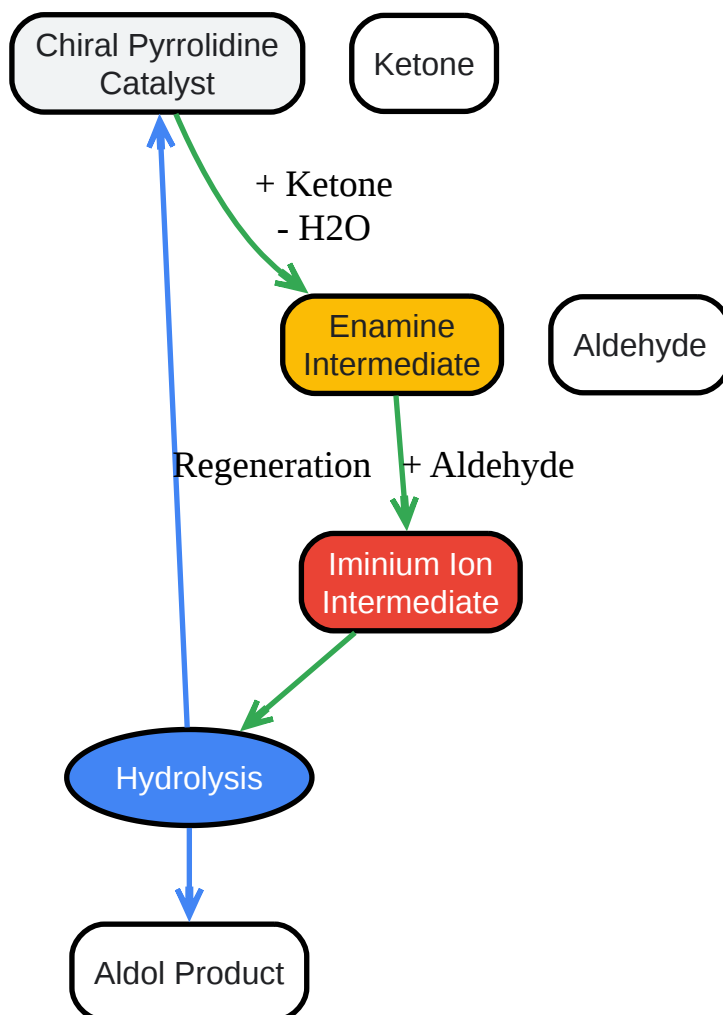 Chiral Pyrrolidine
Catalyst
Ketone
+ Ketone
- H2O
Enamine
Intermediate
Aldehyde
Regeneration
+ Aldehyde
Iminium Ion
Intermediate
Hydrolysis
Aldol Product